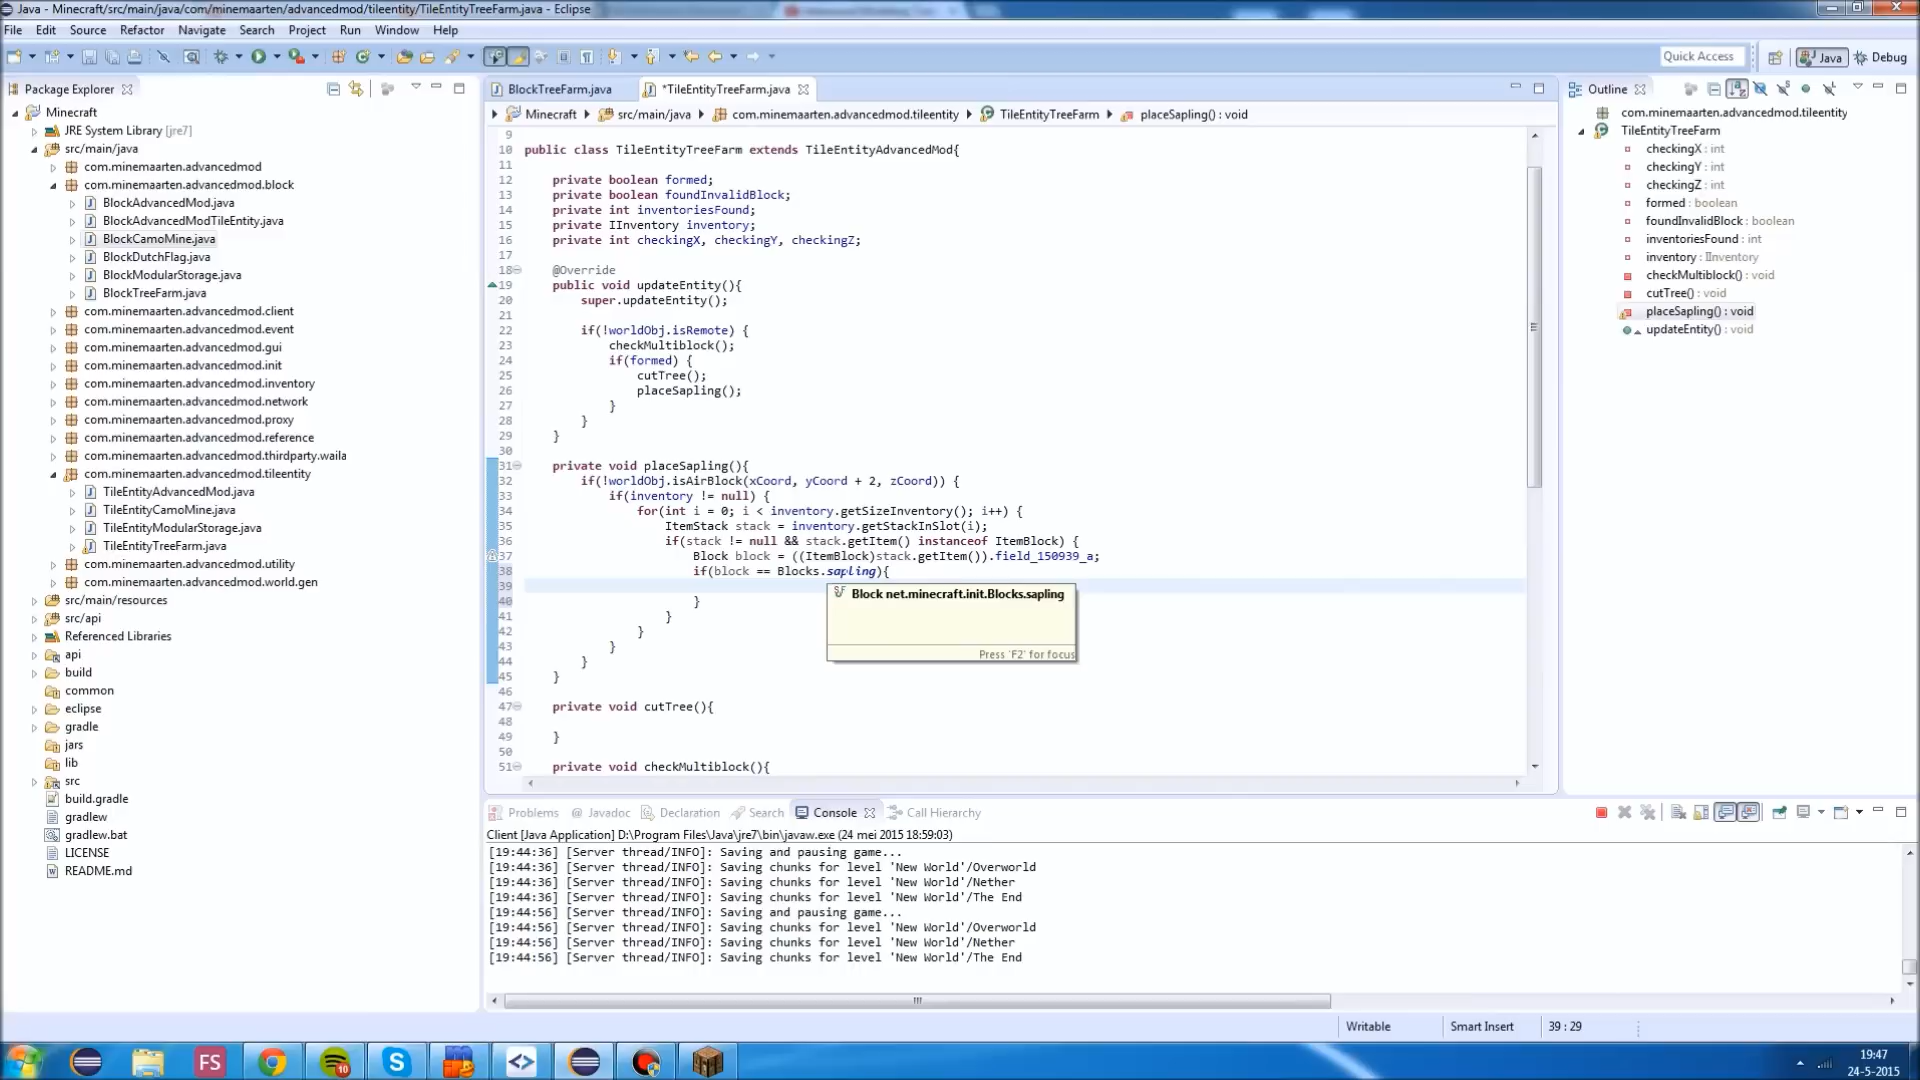 Java - Minecraft/src/main/java/com/minemaarten/advancedmod/tileentity/TileEntityTreeFarm.java - Eclipse
File Edit Source Refactor Navigate Search Project Run Window Help
Quick Access
Java
Debug
Package Explorer
Minecraft
JRE System Library [jre7]
src/main/java
com.minemaarten.advancedmod
com.minemaarten.advancedmod.block
BlockAdvancedMod.java
BlockAdvancedModTileEntity.java
BlockCamoMine.java
BlockDutchFlag.java
BlockModularStorage.java
BlockTreeFarm.java
com.minemaarten.advancedmod.client
com.minemaarten.advancedmod.event
com.minemaarten.advancedmod.gui
com.minemaarten.advancedmod.init
com.minemaarten.advancedmod.inventory
com.minemaarten.advancedmod.network
com.minemaarten.advancedmod.proxy
com.minemaarten.advancedmod.reference
com.minemaarten.advancedmod.thirdparty.waila
com.minemaarten.advancedmod.tileentity
TileEntityAdvancedMod.java
TileEntityCamoMine.java
TileEntityModularStorage.java
TileEntityTreeFarm.java
com.minemaarten.advancedmod.utility
com.minemaarten.advancedmod.world.gen
src/main/resources
src/api
Referenced Libraries
api
build
common
eclipse
gradle
jars
lib
src
build.gradle
gradlew
gradlew.bat
LICENSE
README.md
BlockTreeFarm.java
*TileEntityTreeFarm.java
Minecraft src/main/java com.minemaarten.advancedmod.tileentity TileEntityTreeFarm placeSapling() : void
9
10 public class TileEntityTreeFarm extends TileEntityAdvancedMod{
11
12 private boolean formed;
13 private boolean foundInvalidBlock;
14 private int inventoriesFound;
15 private IInventory inventory;
16 private int checkingX, checkingY, checkingZ;
17
18 @Override
19 public void updateEntity(){
20 super.updateEntity();
21
22 if(!worldObj.isRemote) {
23 checkMultiblock();
24 if(formed) {
25 cutTree();
26 placeSapling();
27 }
28 }
29 }
30
31 private void placeSapling(){
32 if(!worldObj.isAirBlock(xCoord, yCoord + 2, zCoord)) {
33 if(inventory != null) {
34 for(int i = 0; i < inventory.getSizeInventory(); i++) {
35 ItemStack stack = inventory.getStackInSlot(i);
36 if(stack != null && stack.getItem() instanceof ItemBlock) {
37 Block block = ((ItemBlock)stack.getItem()).field_150939_a;
38 if(block == Blocks.sapling){
39
40 }
41 }
42 }
43 }
44 }
45 }
46
47 private void cutTree(){
48
49 }
50
51 private void checkMultiblock(){
Block net.minecraft.init.Blocks.sapling
Press 'F2' for focus
Outline
com.minemaarten.advancedmod.tileentity
TileEntityTreeFarm
checkingX : int
checkingY : int
checkingZ : int
formed : boolean
foundInvalidBlock : boolean
inventoriesFound : int
inventory : IInventory
checkMultiblock() : void
cutTree() : void
placeSapling() : void
updateEntity() : void
Problems @ Javadoc Declaration Search Console Call Hierarchy
Client [Java Application] D:\Program Files\Java\jre7\bin\javaw.exe (24 mei 2015 18:59:03)
[19:44:36] [Server thread/INFO]: Saving and pausing game...
[19:44:36] [Server thread/INFO]: Saving chunks for level 'New World'/Overworld
[19:44:36] [Server thread/INFO]: Saving chunks for level 'New World'/Nether
[19:44:36] [Server thread/INFO]: Saving chunks for level 'New World'/The End
[19:44:56] [Server thread/INFO]: Saving and pausing game...
[19:44:56] [Server thread/INFO]: Saving chunks for level 'New World'/Overworld
[19:44:56] [Server thread/INFO]: Saving chunks for level 'New World'/Nether
[19:44:56] [Server thread/INFO]: Saving chunks for level 'New World'/The End
Writable Smart Insert 39 : 29
FS
10
19:47
24-5-2015